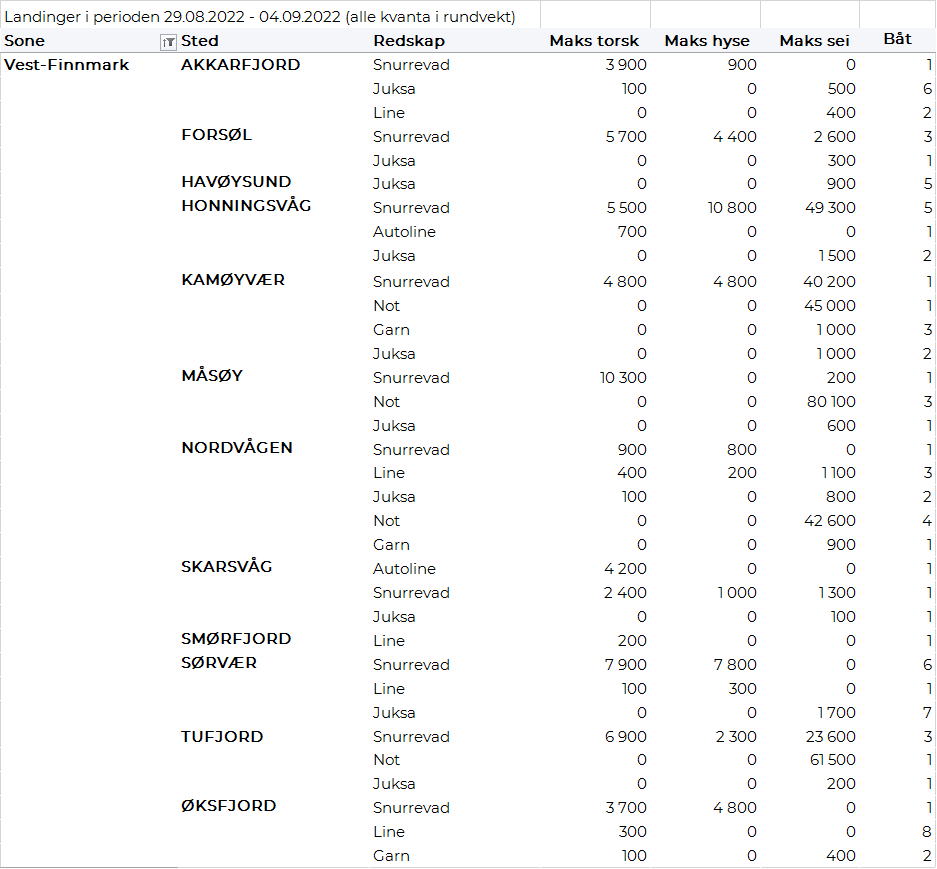 Landinger i perioden 29.08.2022 - 04.09.2022 (alle kvanta i rundvekt)
Sone Sted Redskap Maks torsk Maks hyse Maks sei Båt
Vest-Finnmark AKKARFJORD Snurrevad 3 900 900 0 1
Juksa 100 0 500 6
Line 0 0 400 2
FORSØL Snurrevad 5 700 4 400 2 600 3
Juksa 0 0 300 1
HAVØYSUND Juksa 0 0 900 5
HONNINGSVÅG Snurrevad 5 500 10 800 49 300 5
Autoline 700 0 0 1
Juksa 0 0 1 500 2
KAMØYVÆR Snurrevad 4 800 4 800 40 200 1
Not 0 0 45 000 1
Garn 0 0 1 000 3
Juksa 0 0 1 000 2
MÅSØY Snurrevad 10 300 0 200 1
Not 0 0 80 100 3
Juksa 0 0 600 1
NORDVÅGEN Snurrevad 900 800 0 1
Line 400 200 1 100 3
Juksa 100 0 800 2
Not 0 0 42 600 4
Garn 0 0 900 1
SKARSVÅG Autoline 4 200 0 0 1
Snurrevad 2 400 1 000 1 300 1
Juksa 0 0 100 1
SMØRFJORD Line 200 0 0 1
SØRVÆR Snurrevad 7 900 7 800 0 6
Line 100 300 0 1
Juksa 0 0 1 700 7
TUFJORD Snurrevad 6 900 2 300 23 600 3
Not 0 0 61 500 1
Juksa 0 0 200 1
ØKSFJORD Snurrevad 3 700 4 800 0 1
Line 300 0 0 8
Garn 100 0 400 2